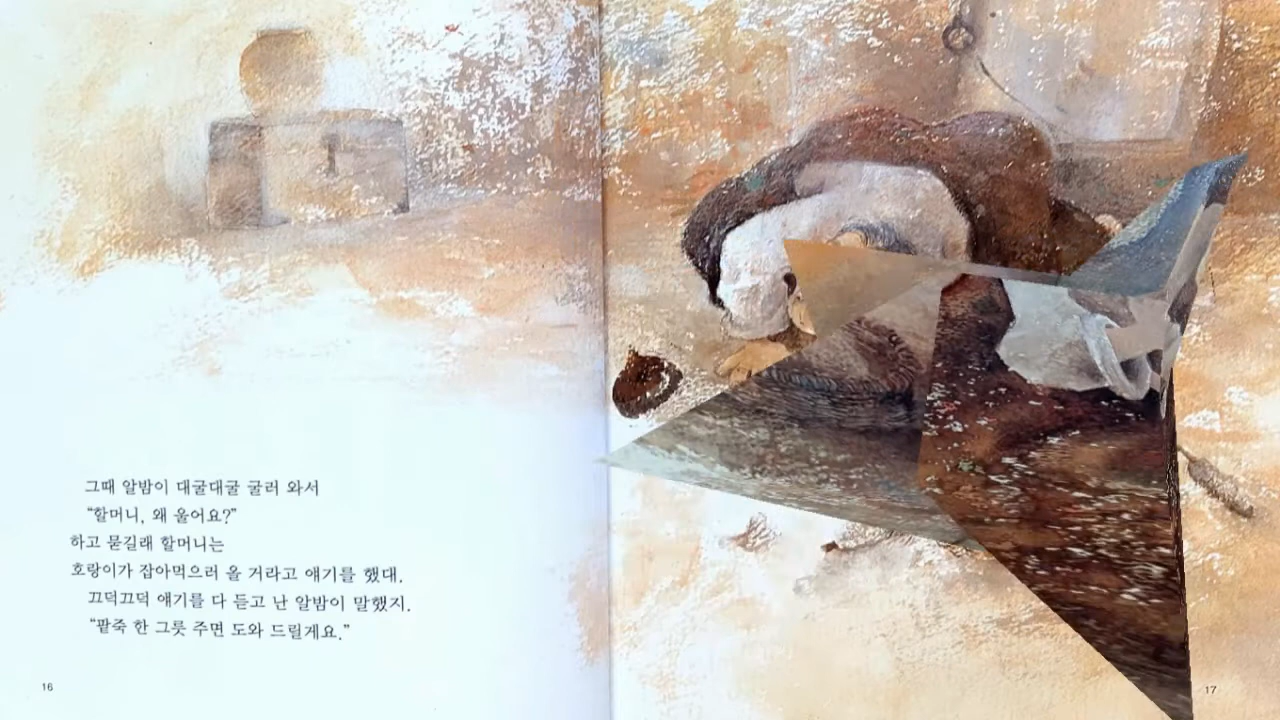 그때 알밤이 대굴대굴 굴러 와서
“할머니, 왜 울어요?”
하고 묻길래 할머니는
호랑이가 잡아먹으러 올 거라고 얘기를 했대.
끄덕끄덕 얘기를 다 듣고 난 알밤이 말했지.
“팥죽 한 그릇 주면 도와 드릴게요.”
16
17